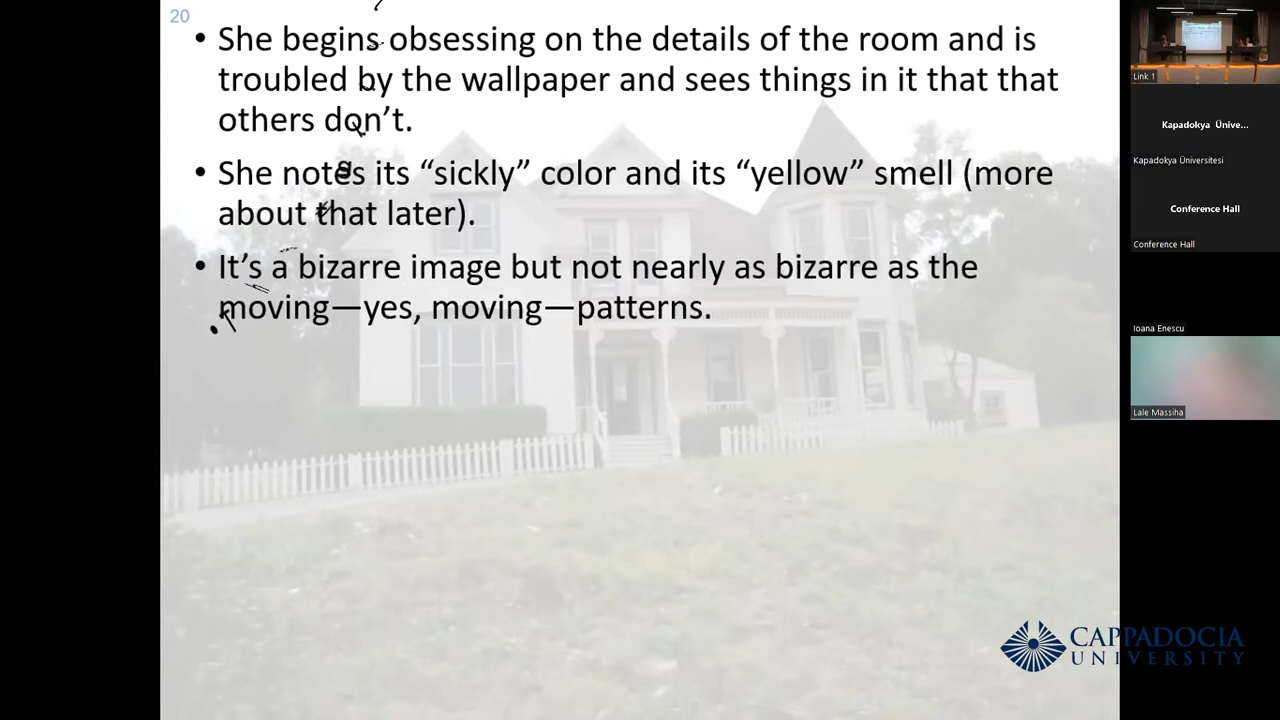 20
• She begins obsessing on the details of the room and is
troubled by the wallpaper and sees things in it that that
others don’t.
• She notes its “sickly” color and its “yellow” smell (more
about that later).
• It’s a bizarre image but not nearly as bizarre as the
moving—yes, moving—patterns.
CAPPADOCIA
UNIVERSITY
Link 1
Kapadokya Ünive...
Kapadokya Üniversitesi
Conference Hall
Conference Hall
Ioana Enescu
Lale Massiha